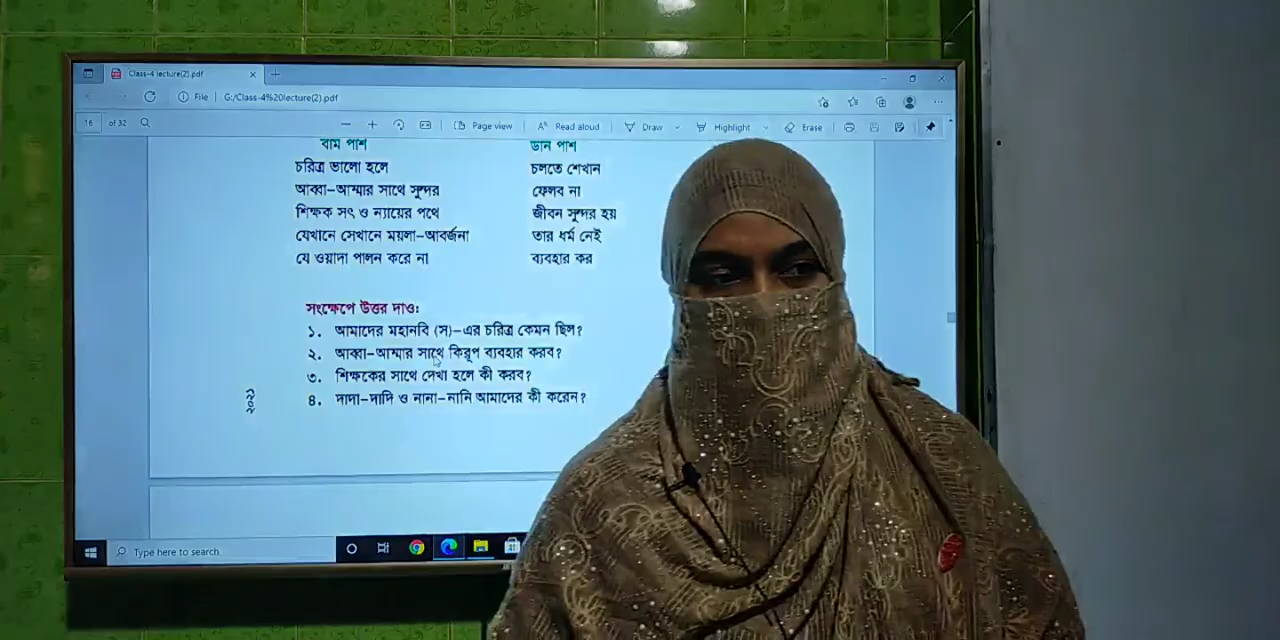 Class-4 lecture(2).pdf
File | G:/Class-4%20lecture(2).pdf
16 of 32 Page view Read aloud Draw Highlight Erase
বাম পাশ ডান পাশ
চরিত্র ভালো হলে চলতে শেখান
আব্বা-আম্মার সাথে সুন্দর ফেলব না
শিক্ষক সৎ ও ন্যায়ের পথে জীবন সুন্দর হয়
যেখানে সেখানে ময়লা-আবর্জনা তার ধর্ম নেই
যে ওয়াদা পালন করে না ব্যবহার কর
সংক্ষেপে উত্তর দাও:
১. আমাদের মহানবি (স)-এর চরিত্র কেমন ছিল?
২. আব্বা-আম্মার সাথে কিরূপ ব্যবহার করব?
৩. শিক্ষকের সাথে দেখা হলে কী করব?
৪. দাদা-দাদি ও নানা-নানি আমাদের কী করেন?
২০২১
Type here to search